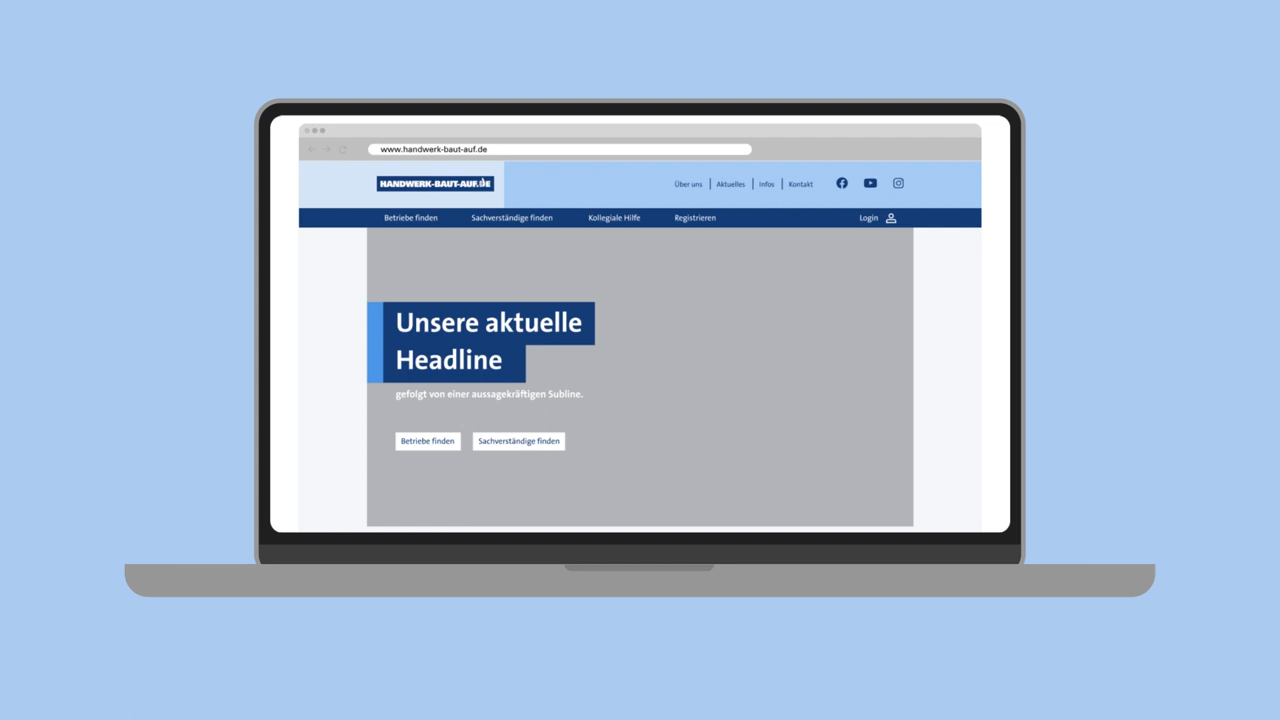 www.handwerk-baut-auf.de
HANDWERK-BAUT-AUF.DE
Über uns | Aktuelles | Infos | Kontakt
Betriebe finden Sachverständige finden Kollegiale Hilfe Registrieren Login
Unsere aktuelle
Headline
gefolgt von einer aussagekräftigen Subline.
Betriebe finden Sachverständige finden